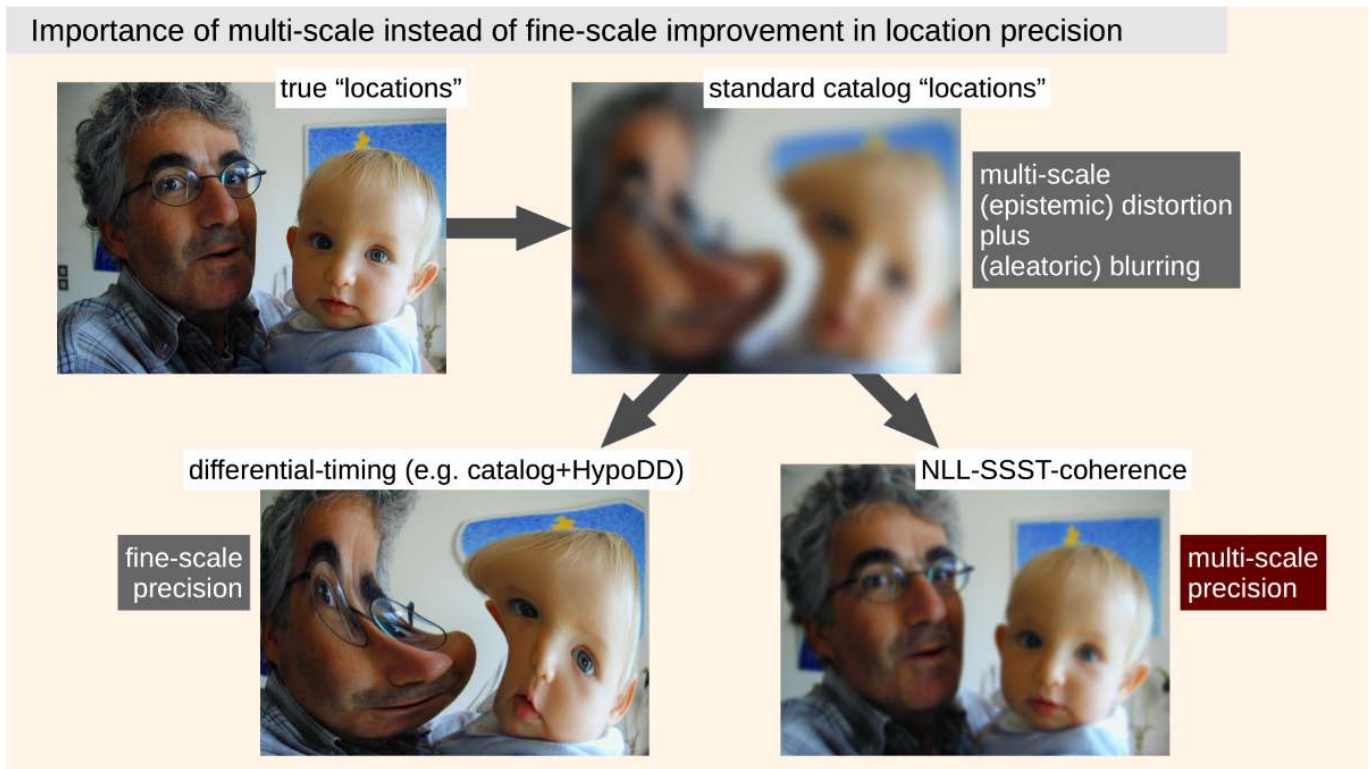 Importance of multi-scale instead of fine-scale improvement in location precision
true “locations”
standard catalog “locations”
multi-scale
(epistemic) distortion
plus
(aleatoric) blurring
differential-timing (e.g. catalog+HypoDD)
NLL-SSST-coherence
fine-scale
precision
multi-scale
precision